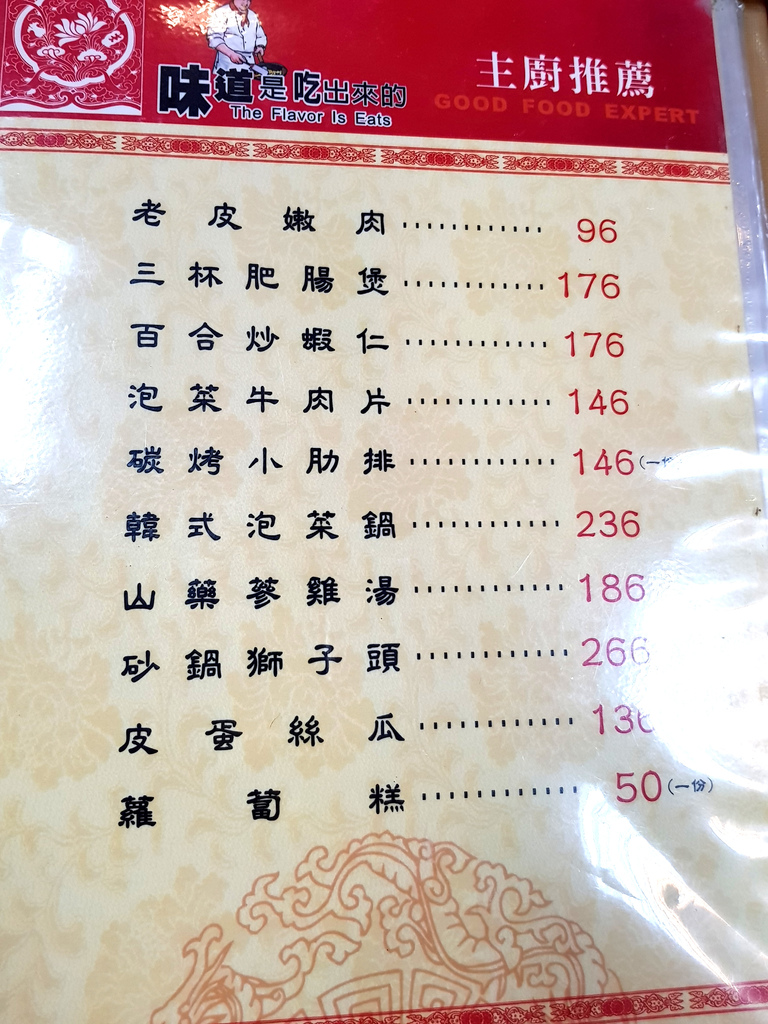 味道是吃出來的
The Flavor Is Eats
主廚推薦
GOOD FOOD EXPERT
老皮嫩肉············ 96
三杯肥腸煲············176
百合炒蝦仁············176
泡菜牛肉片············146
碳烤小肋排············146(一份
韓式泡菜鍋············236
山藥蔘雞湯············186
砂鍋獅子頭············266
皮蛋絲瓜············136
蘿蔔糕············50(一份)